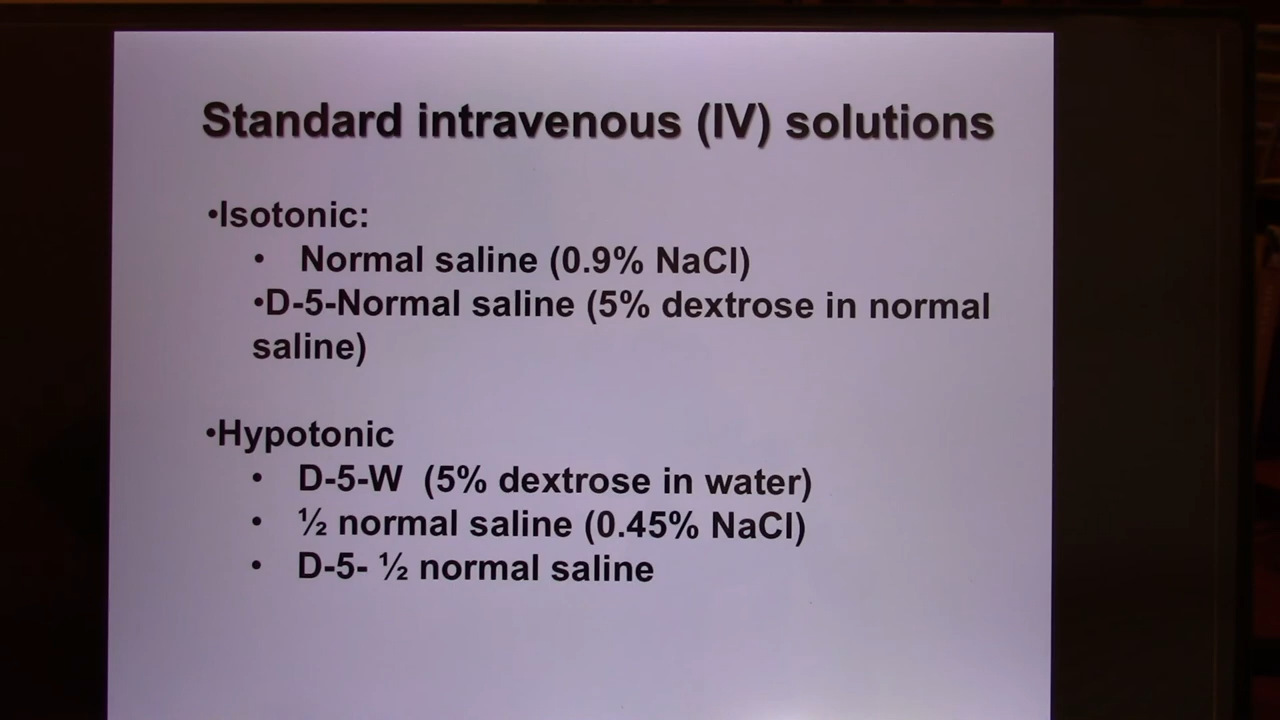 Standard intravenous (IV) solutions
•Isotonic:
• Normal saline (0.9% NaCl)
•D-5-Normal saline (5% dextrose in normal
saline)
•Hypotonic
• D-5-W (5% dextrose in water)
• ½ normal saline (0.45% NaCl)
• D-5- ½ normal saline